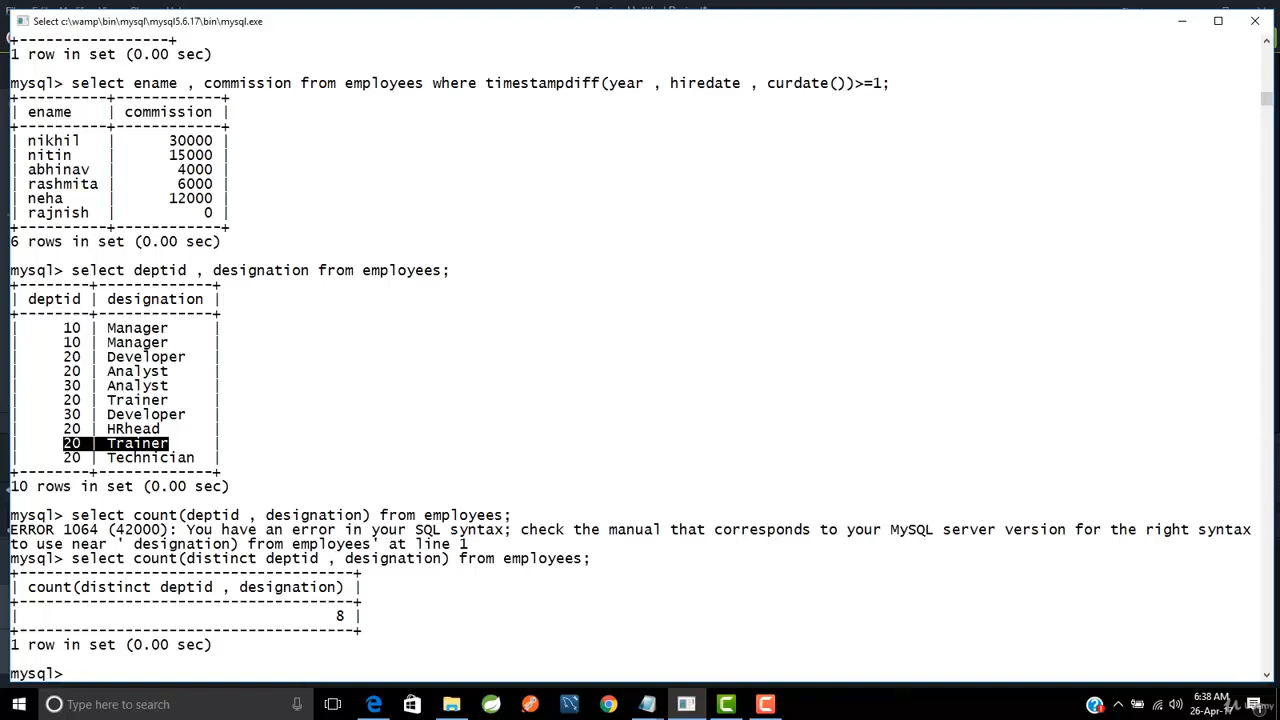 Select c:\wamp\bin\mysql\mysql5.6.17\bin\mysql.exe
+-----------------+
1 row in set (0.00 sec)
mysql> select ename , commission from employees where timestampdiff(year , hiredate , curdate())>=1;
+----------+------------+
| ename    | commission |
+----------+------------+
| nikhil   |      30000 |
| nitin    |      15000 |
| abhinav  |       4000 |
| rashmita |       6000 |
| neha     |      12000 |
| rajnish  |          0 |
+----------+------------+
6 rows in set (0.00 sec)
mysql> select deptid , designation from employees;
+--------+-------------+
| deptid | designation |
+--------+-------------+
|     10 | Manager     |
|     10 | Manager     |
|     20 | Developer   |
|     20 | Analyst     |
|     30 | Analyst     |
|     20 | Trainer     |
|     30 | Developer   |
|     20 | HRhead      |
|     20 | Trainer     |
|     20 | Technician  |
+--------+-------------+
10 rows in set (0.00 sec)
mysql> select count(deptid , designation) from employees;
ERROR 1064 (42000): You have an error in your SQL syntax; check the manual that corresponds to your MySQL server version for the right syntax
to use near ' designation) from employees' at line 1
mysql> select count(distinct deptid , designation) from employees;
+--------------------------------------+
| count(distinct deptid , designation) |
+--------------------------------------+
|                                    8 |
+--------------------------------------+
1 row in set (0.00 sec)
mysql>
Type here to search
6:38 AM
26-Apr-